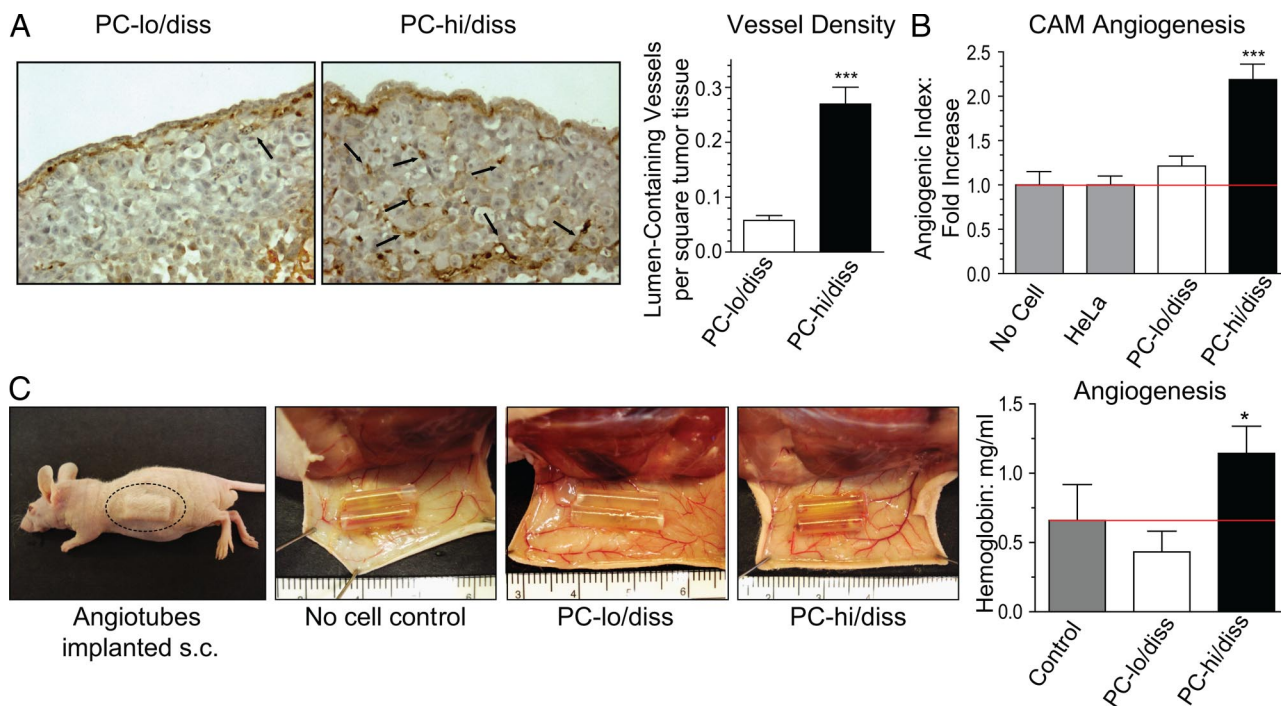 A
PC-lo/diss
PC-hi/diss
Vessel Density
Lumen-Containing Vessels
per square tumor tissue
0.3
0.2
0.1
0.0
***
PC-lo/diss
PC-hi/diss
B
CAM Angiogenesis
Angiogenic Index:
Fold Increase
2.5
2.0
1.5
1.0
0.5
0.0
***
No Cell
HeLa
PC-lo/diss
PC-hi/diss
C
Angiotubes
implanted s.c.
No cell control
PC-lo/diss
PC-hi/diss
Angiogenesis
Hemoglobin: mg/ml
1.5
1.0
0.5
0.0
*
Control
PC-lo/diss
PC-hi/diss